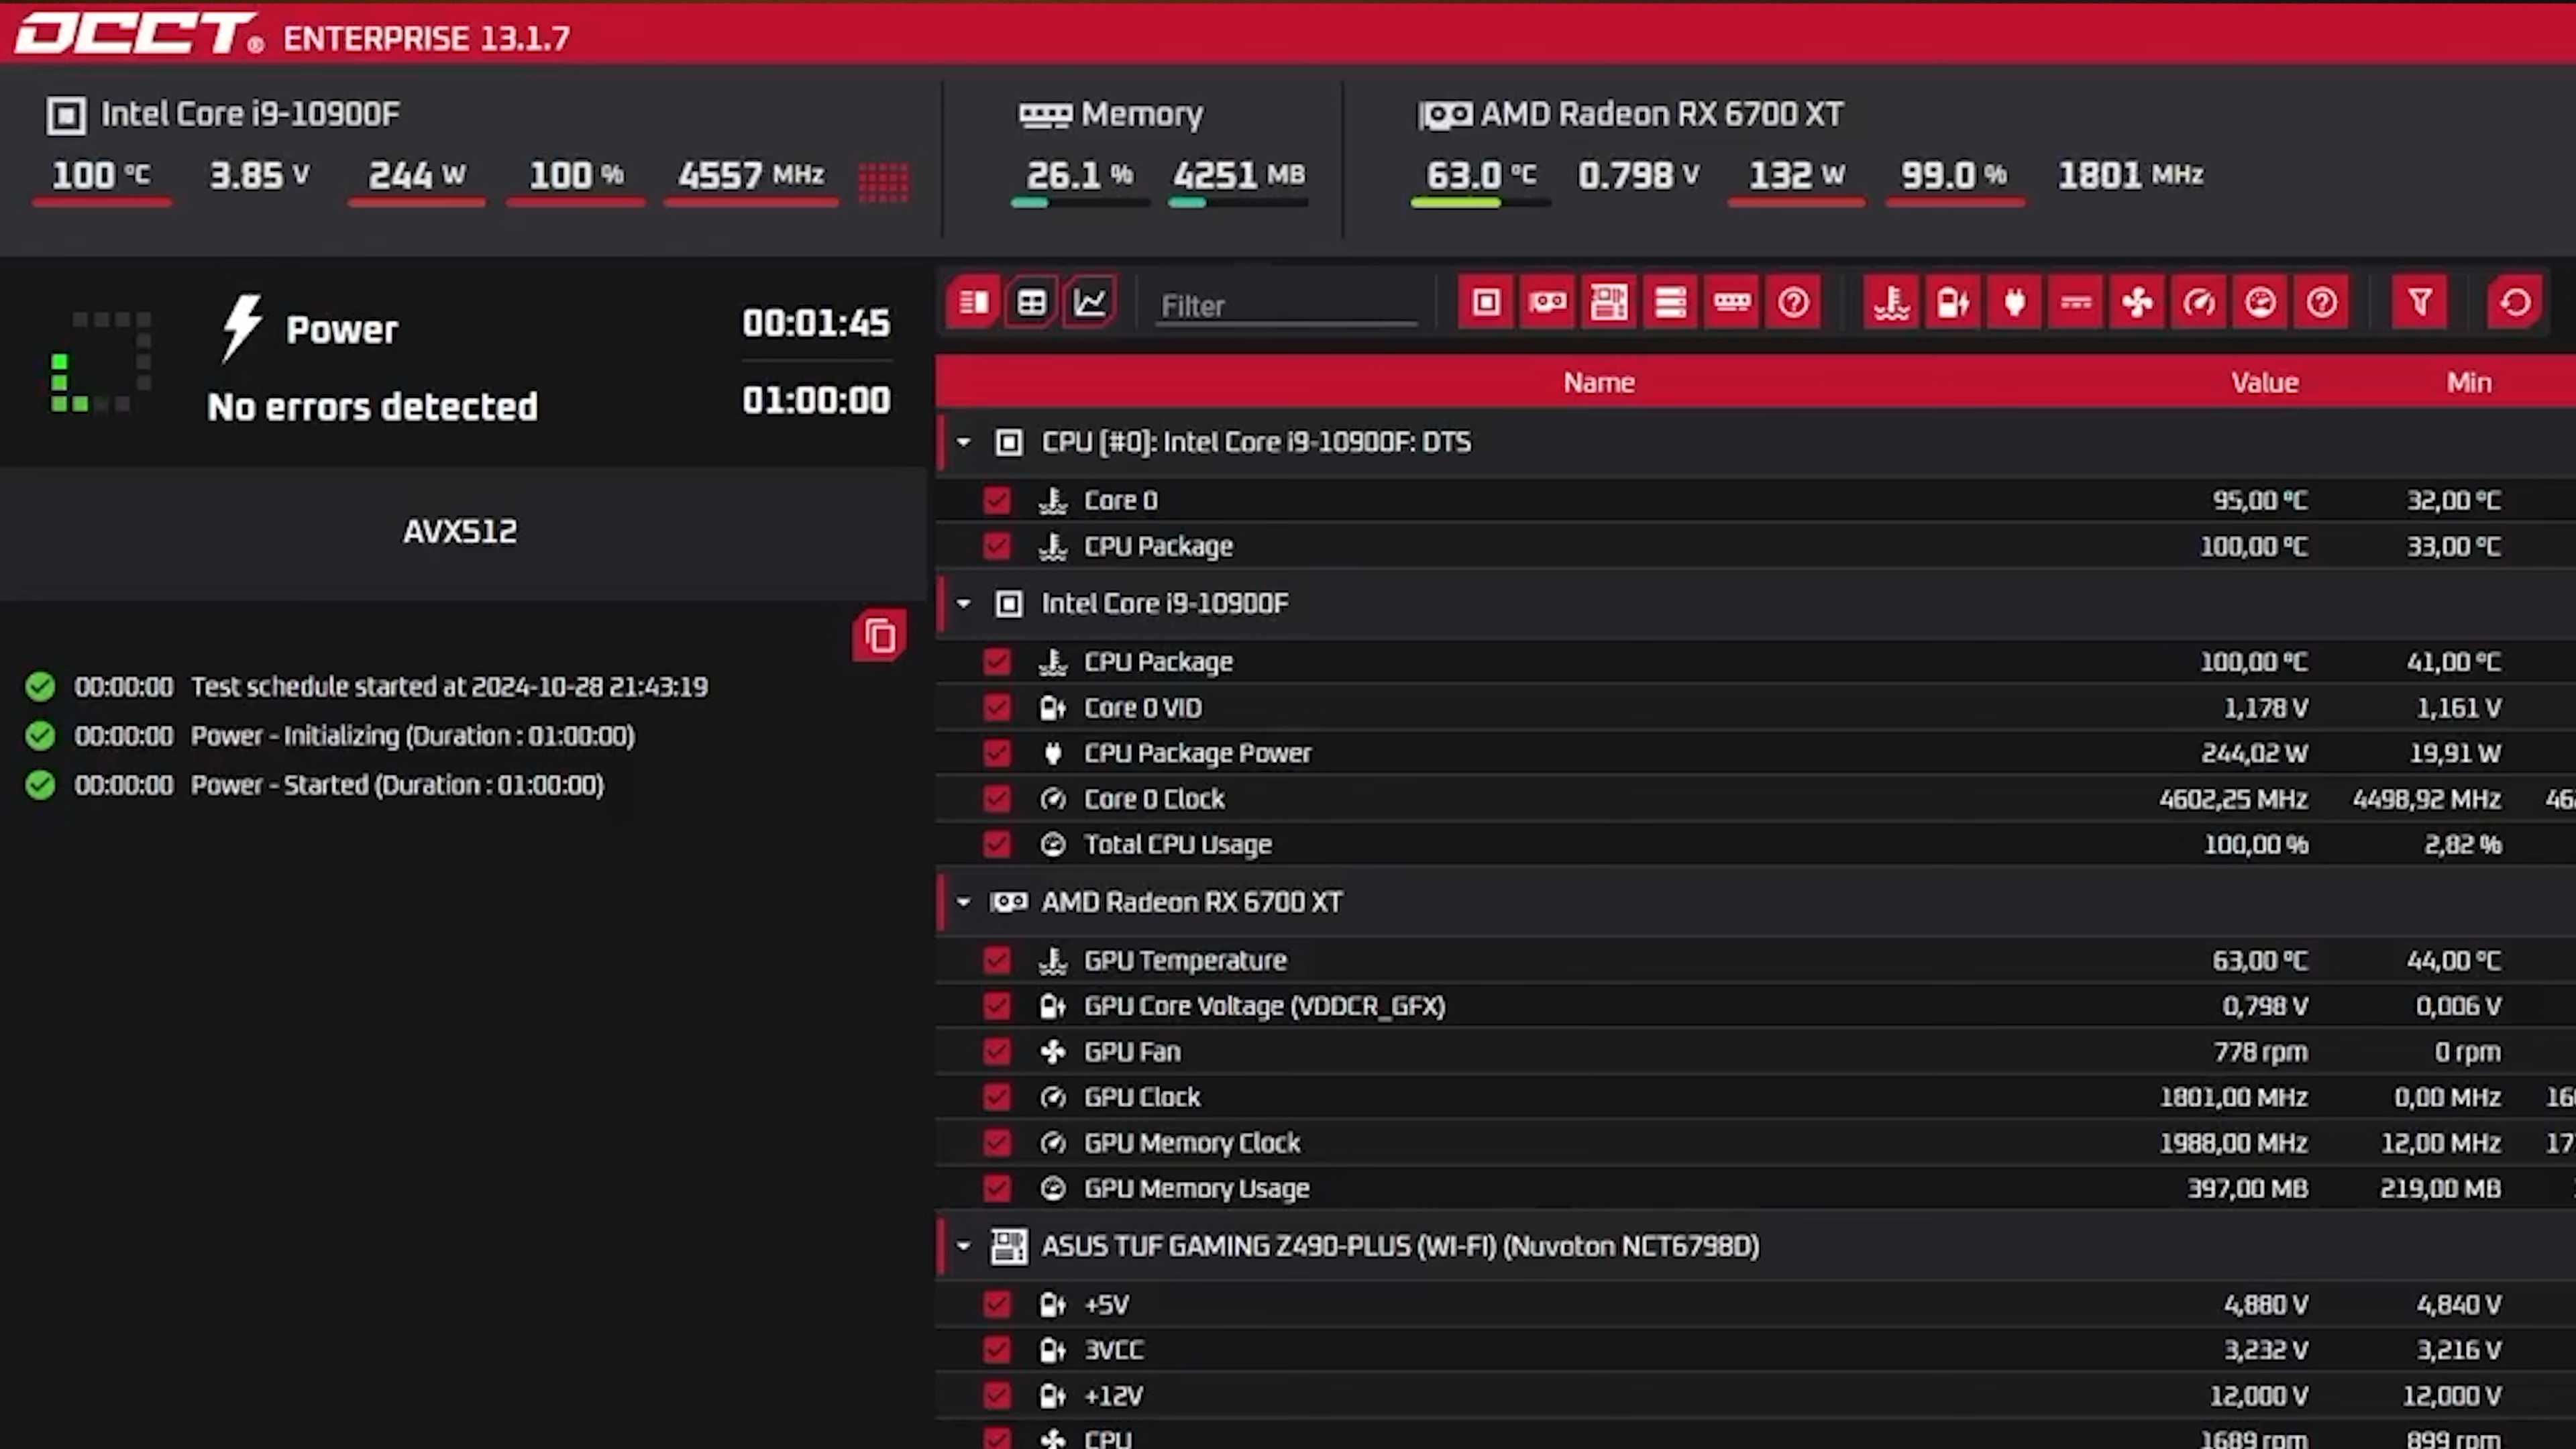 OCCT® ENTERPRISE 13.1.7
Intel Core i9-10900F
100 °C 3.85 V 244 W 100 % 4557 MHz
Memory
26.1 % 4251 MB
AMD Radeon RX 6700 XT
63.0 °C 0.798 V 132 W 99.0 % 1801 MHz
Power
00:01:45
No errors detected
01:00:00
AVX512
00:00:00 Test schedule started at 2024-10-28 21:43:19
00:00:00 Power - Initializing (Duration : 01:00:00)
00:00:00 Power - Started (Duration : 01:00:00)
Filter
Name Value Min
CPU [#0]: Intel Core i9-10900F: DTS
Core 0 95,00 °C 32,00 °C
CPU Package 100,00 °C 33,00 °C
Intel Core i9-10900F
CPU Package 100,00 °C 41,00 °C
Core 0 VID 1,178 V 1,161 V
CPU Package Power 244,02 W 19,91 W
Core 0 Clock 4602,25 MHz 4498,92 MHz
Total CPU Usage 100,00 % 2,82 %
AMD Radeon RX 6700 XT
GPU Temperature 63,00 °C 44,00 °C
GPU Core Voltage (VDDCR_GFX) 0,798 V 0,006 V
GPU Fan 778 rpm 0 rpm
GPU Clock 1801,00 MHz 0,00 MHz
GPU Memory Clock 1988,00 MHz 12,00 MHz
GPU Memory Usage 397,00 MB 219,00 MB
ASUS TUF GAMING Z490-PLUS (WI-FI) (Nuvoton NCT6798D)
+5V 4,880 V 4,840 V
3VCC 3,232 V 3,216 V
+12V 12,000 V 12,000 V
CPU 1689 rpm 899 rpm